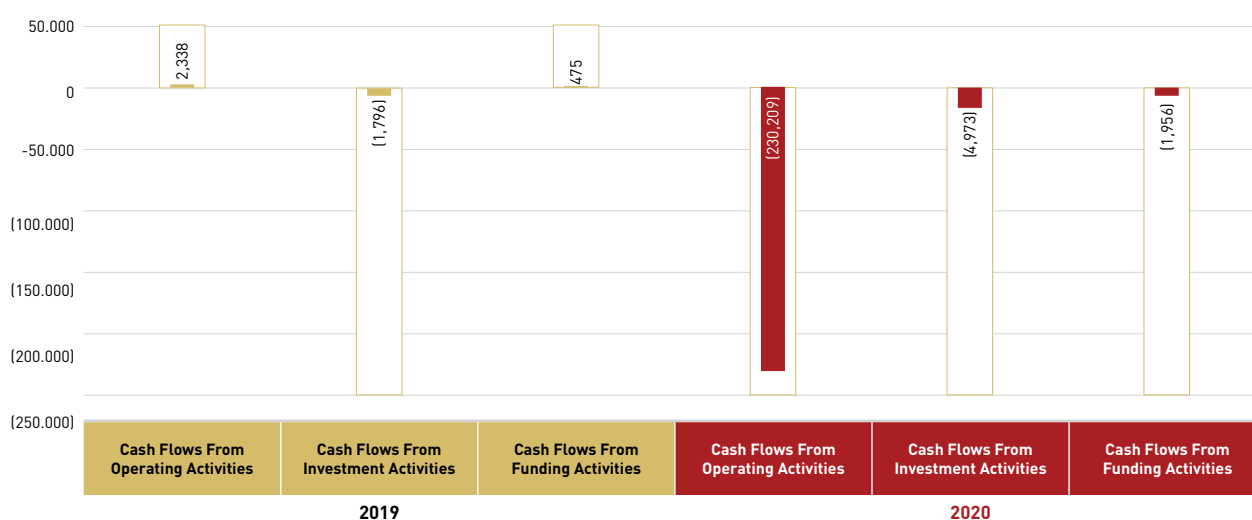 50.000
0
-50.000
(100.000)
(150.000)
(200.000)
(250.000)
2,338
(1,796)
475
(230,209)
(4,973)
(1,956)
Cash Flows From
Operating Activities
Cash Flows From
Investment Activities
Cash Flows From
Funding Activities
Cash Flows From
Operating Activities
Cash Flows From
Investment Activities
Cash Flows From
Funding Activities
2019
2020